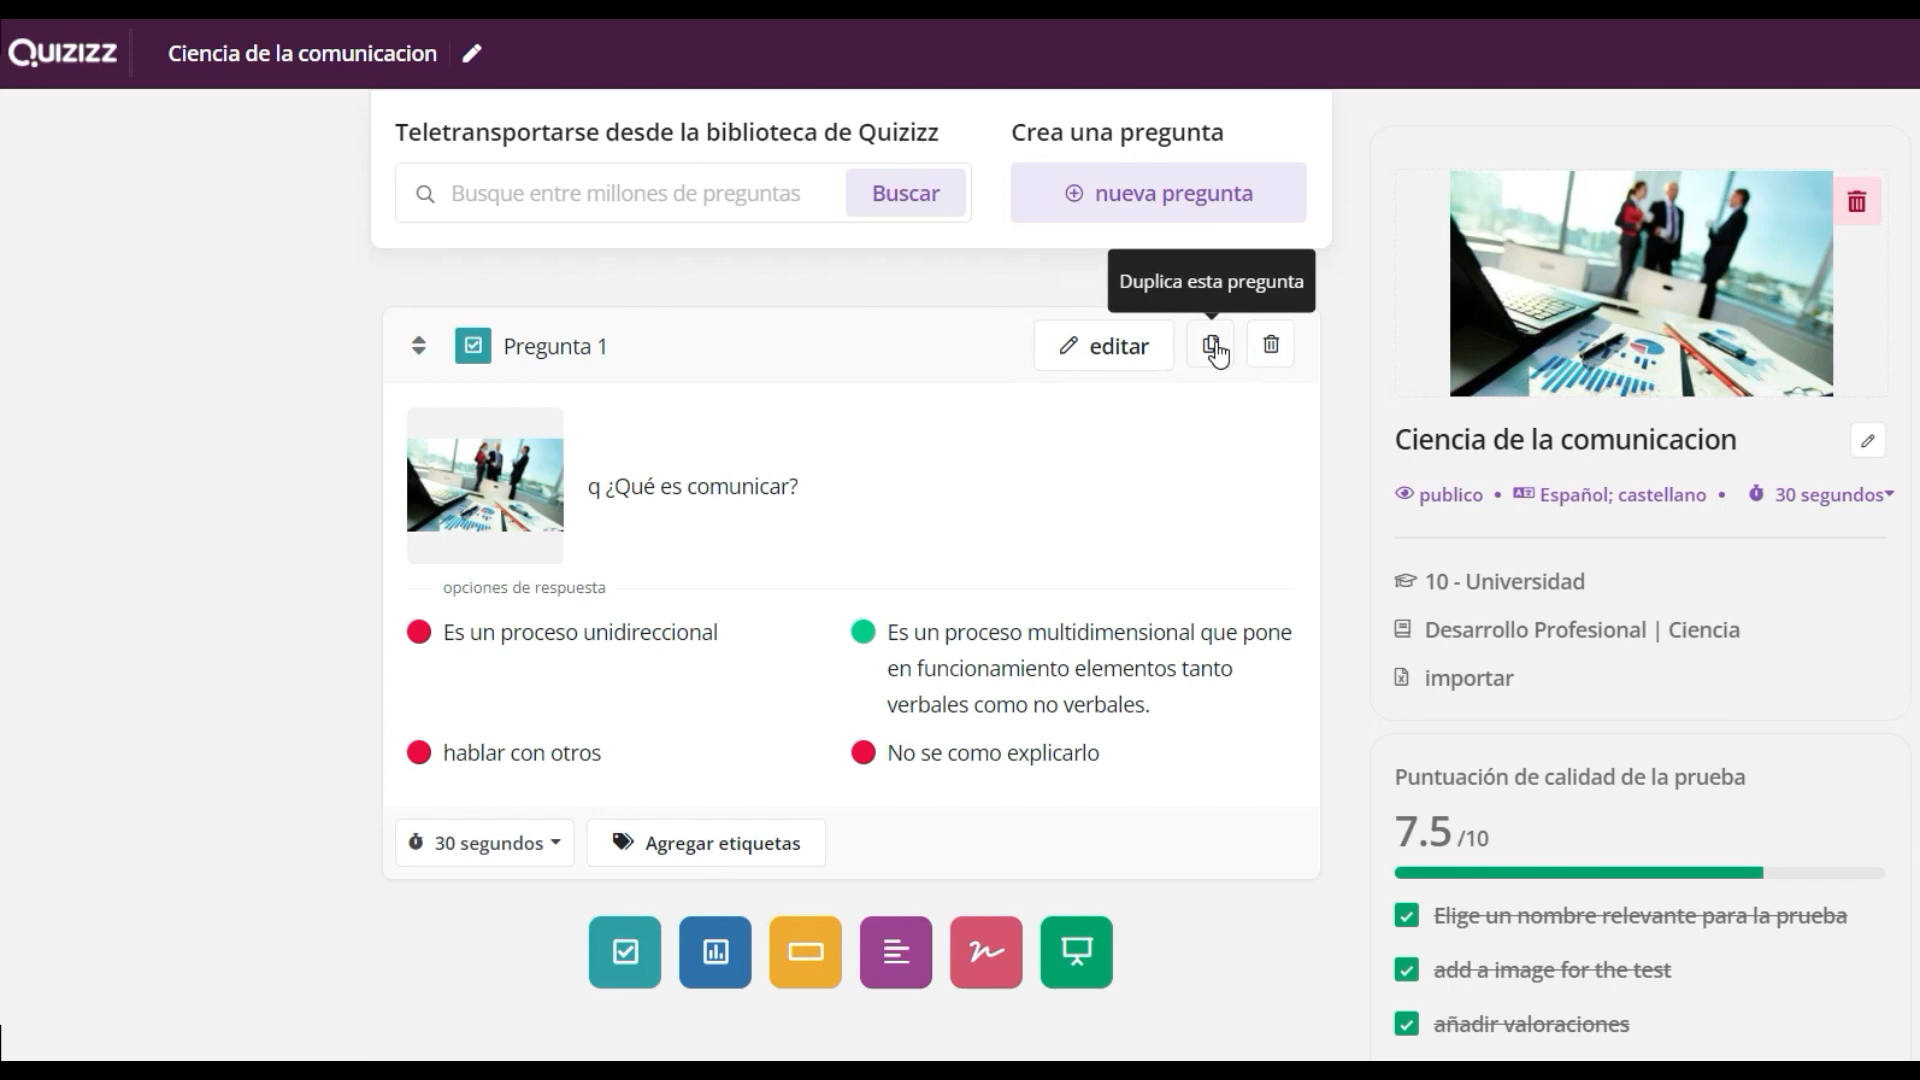 QUIZIZZ
Ciencia de la comunicacion
Teletransportarse desde la biblioteca de Quizizz
Busque entre millones de preguntas
Buscar
Crea una pregunta
nueva pregunta
Duplica esta pregunta
Pregunta 1
editar
q ¿Qué es comunicar?
opciones de respuesta
Es un proceso unidireccional
Es un proceso multidimensional que pone
en funcionamiento elementos tanto
verbales como no verbales.
hablar con otros
No se como explicarlo
30 segundos
Agregar etiquetas
Ciencia de la comunicacion
publico • Español; castellano • 30 segundos
10 - Universidad
Desarrollo Profesional | Ciencia
importar
Puntuación de calidad de la prueba
7.5 /10
Elige un nombre relevante para la prueba
add a image for the test
añadir valoraciones